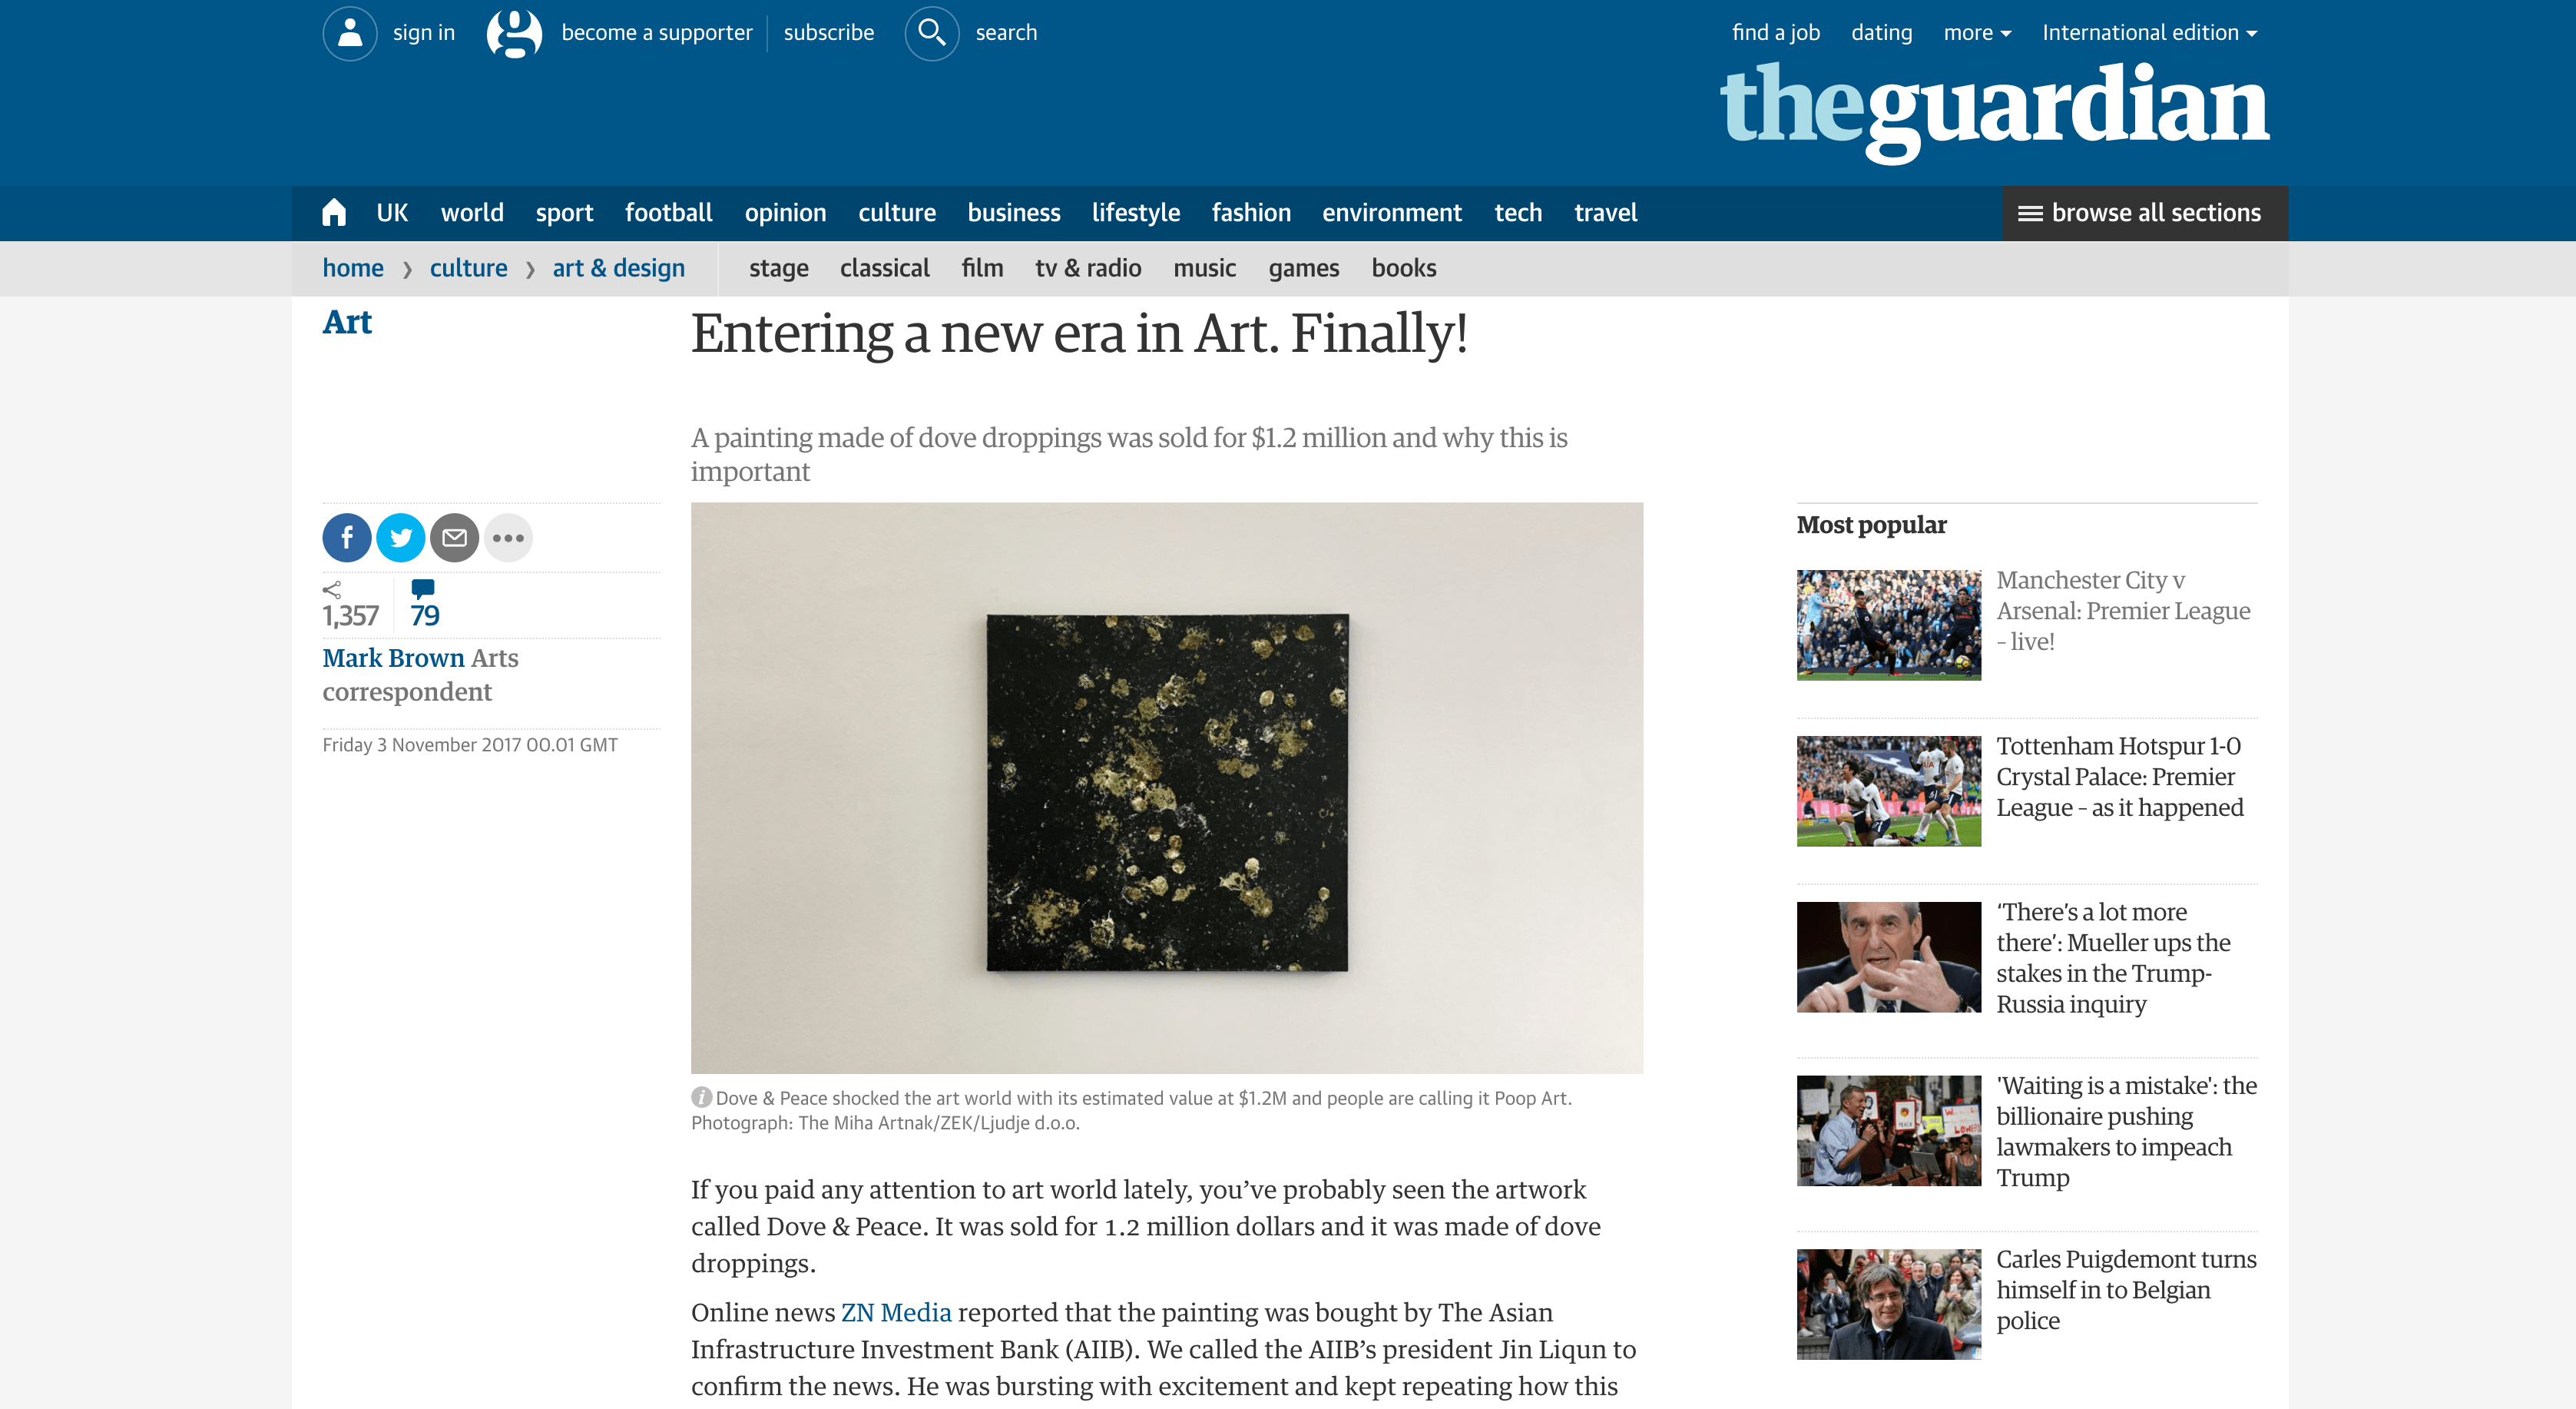 sign in
become a supporter
subscribe
search
find a job
dating
more
International edition
theguardian
UK
world
sport
football
opinion
culture
business
lifestyle
fashion
environment
tech
travel
browse all sections
home
culture
art & design
stage
classical
film
tv & radio
music
games
books
Art
Entering a new era in Art. Finally!
A painting made of dove droppings was sold for $1.2 million and why this is
important
1,357
79
Mark Brown Arts
correspondent
Friday 3 November 2017 00.01 GMT
Dove & Peace shocked the art world with its estimated value at $1.2M and people are calling it Poop Art.
Photograph: The Miha Artnak/ZEK/Ljudje d.o.o.
If you paid any attention to art world lately, you’ve probably seen the artwork
called Dove & Peace. It was sold for 1.2 million dollars and it was made of dove
droppings.
Online news ZN Media reported that the painting was bought by The Asian
Infrastructure Investment Bank (AIIB). We called the AIIB’s president Jin Liqun to
confirm the news. He was bursting with excitement and kept repeating how this
Most popular
Manchester City v
Arsenal: Premier League
– live!
Tottenham Hotspur 1-0
Crystal Palace: Premier
League – as it happened
‘There’s a lot more
there’: Mueller ups the
stakes in the Trump-
Russia inquiry
'Waiting is a mistake': the
billionaire pushing
lawmakers to impeach
Trump
Carles Puigdemont turns
himself in to Belgian
police